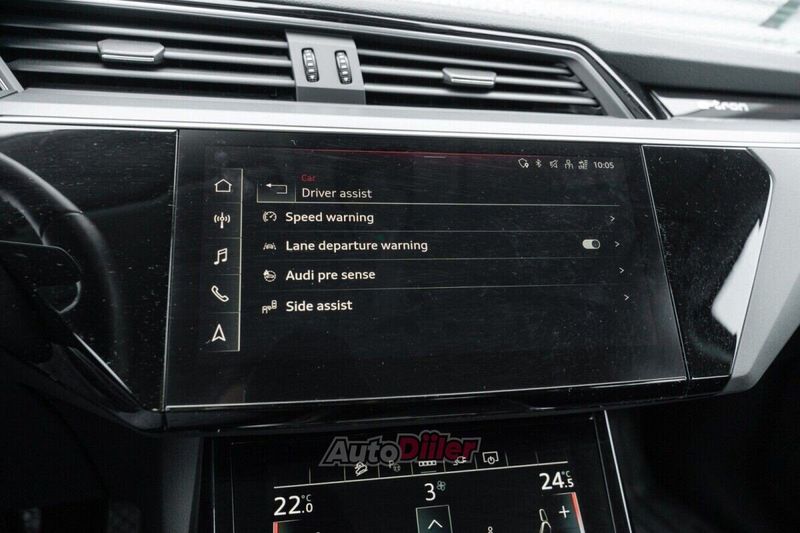 e-tron
10:05
Car
Driver assist
Speed warning
Lane departure warning
Audi pre sense
Side assist
AutoDiiler
22.0 °C
3
24.5 °C